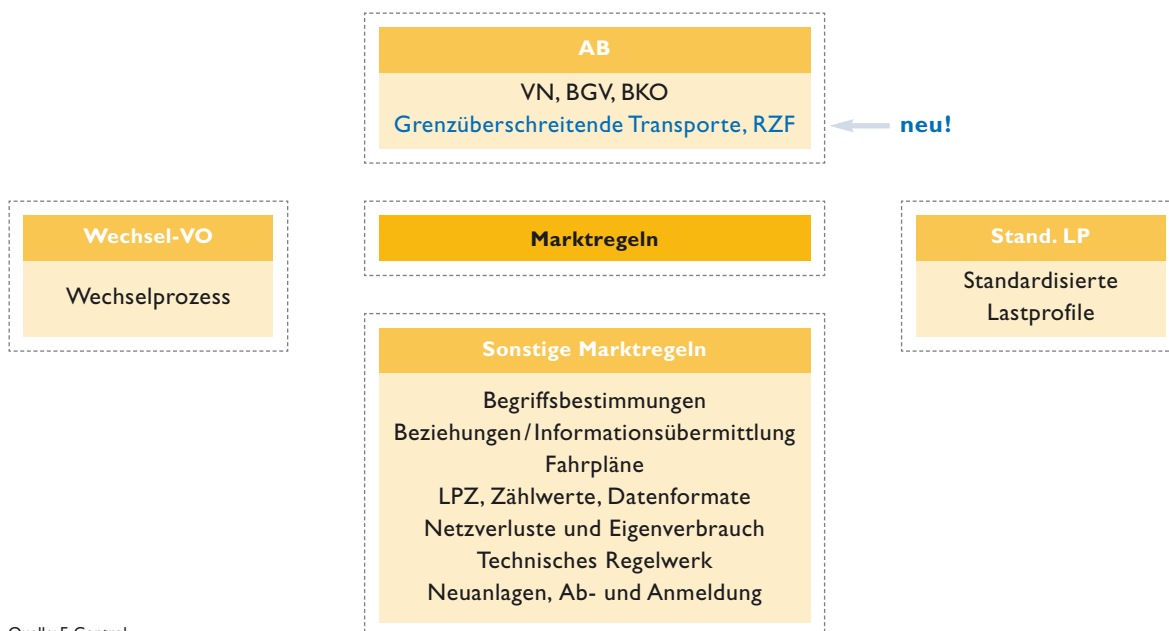 AB
VN, BGV, BKO
Grenzüberschreitende Transporte, RZF
neu!
Wechsel-VO
Wechselprozess
Marktregeln
Stand. LP
Standardisierte
Lastprofile
Sonstige Marktregeln
Begriffsbestimmungen
Beziehungen/Informationsübermittlung
Fahrpläne
LPZ, Zählwerte, Datenformate
Netzverluste und Eigenverbrauch
Technisches Regelwerk
Neuanlagen, Ab- und Anmeldung